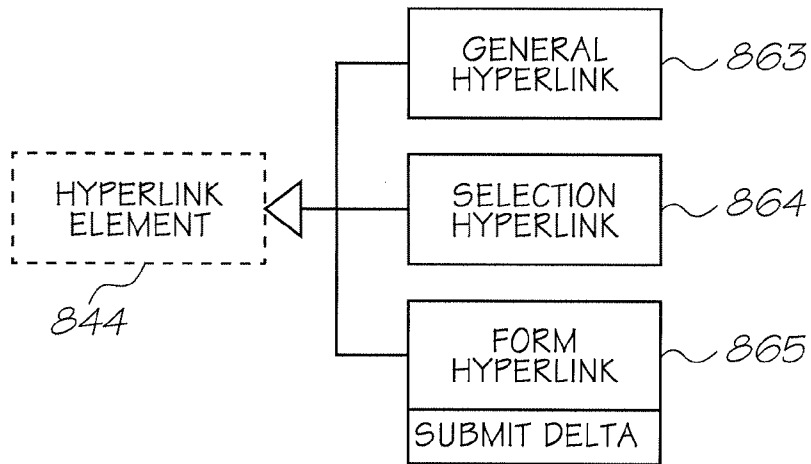 GENERAL
HYPERLINK
863
HYPERLINK
ELEMENT
844
SELECTION
HYPERLINK
864
FORM
HYPERLINK
865
SUBMIT DELTA